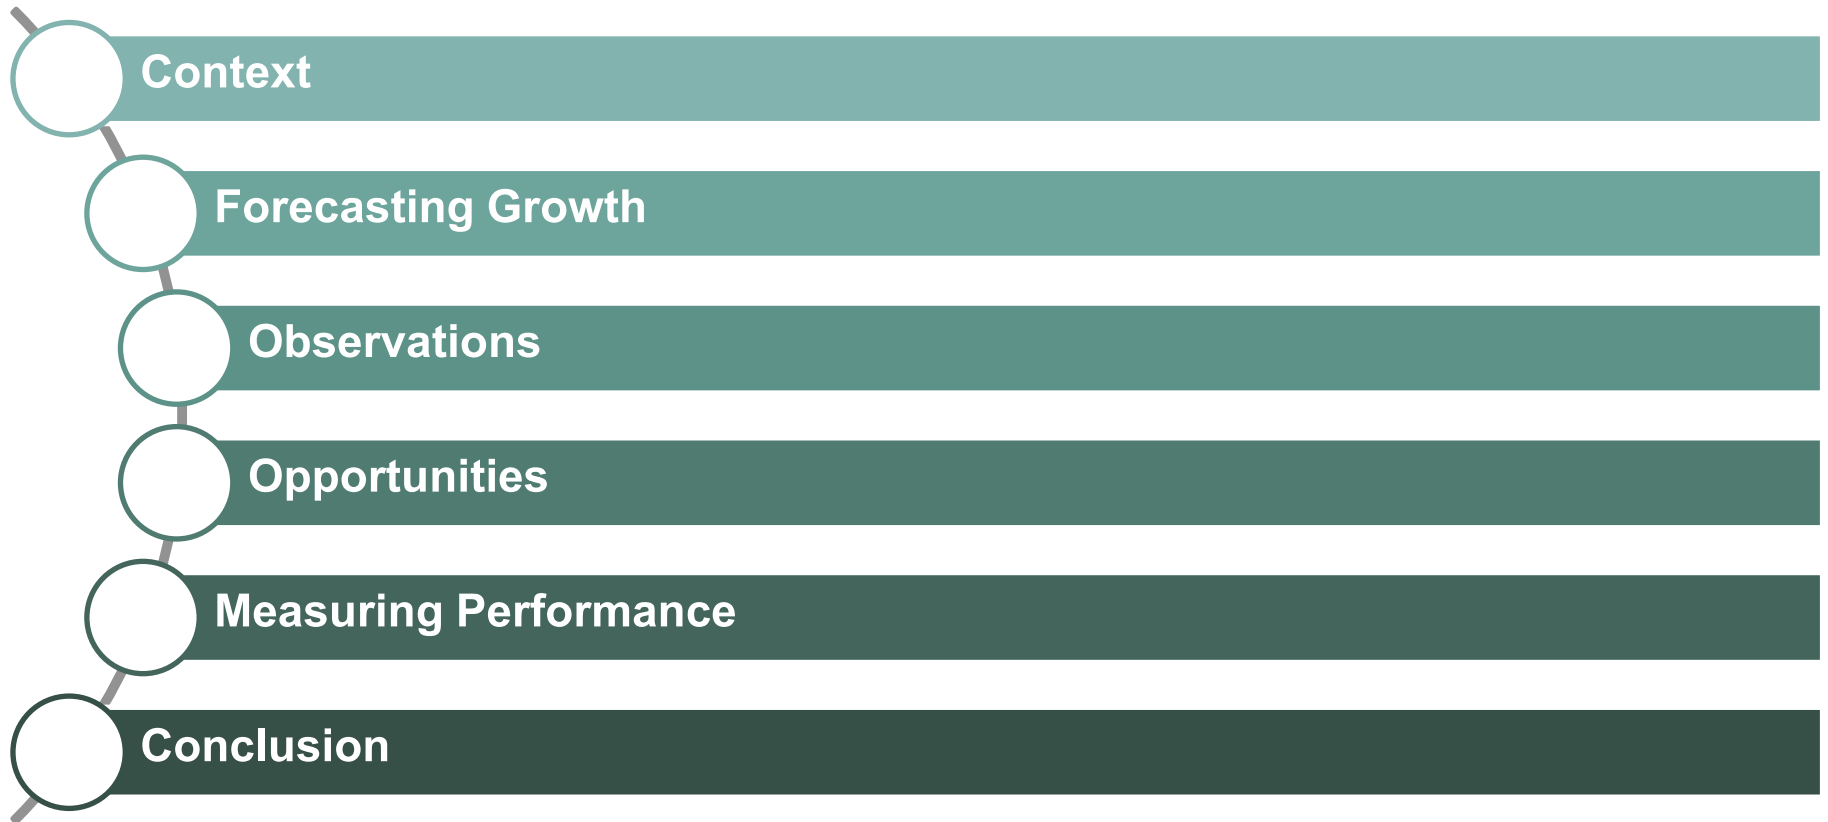 Context
Forecasting Growth
Observations
Opportunities
Measuring Performance
Conclusion